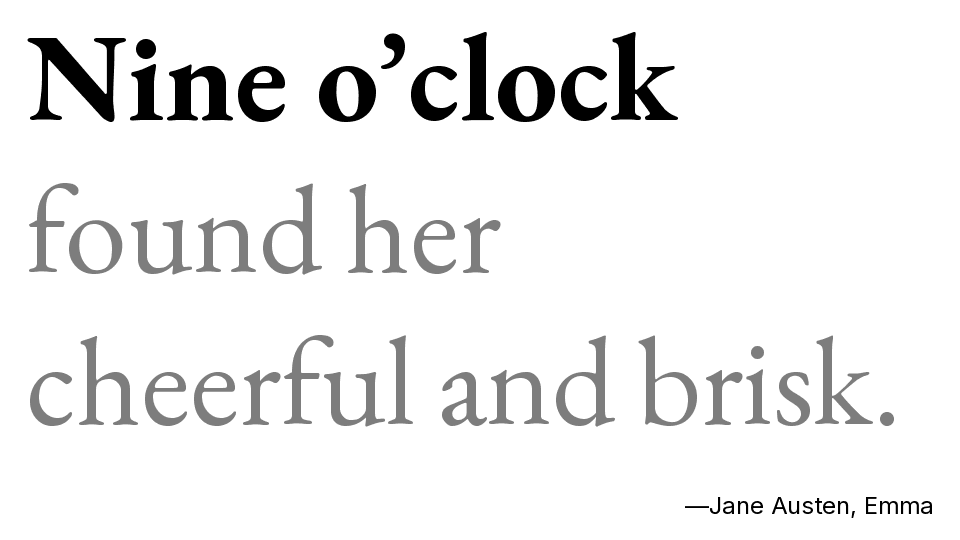 Nine o’clock
found her
cheerful and brisk.
—Jane Austen, Emma